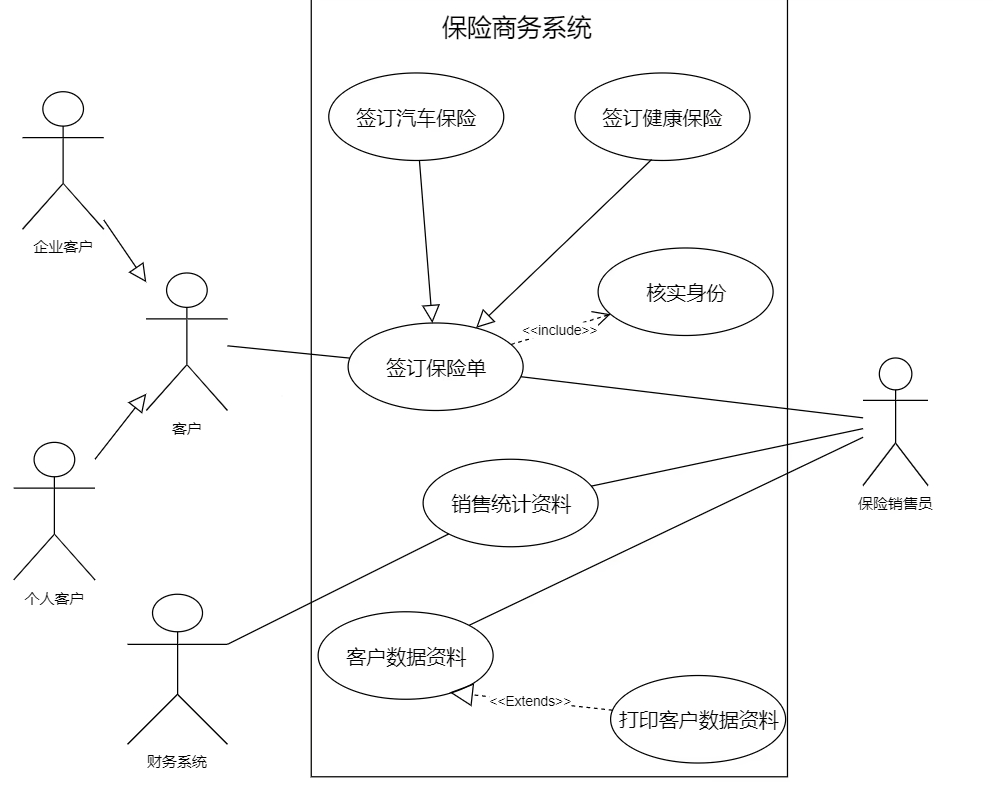 保险商务系统
签订汽车保险
签订健康保险
企业客户
核实身份
<<include>>
签订保险单
客户
保险销售员
销售统计资料
个人客户
客户数据资料
<<Extends>>
打印客户数据资料
财务系统